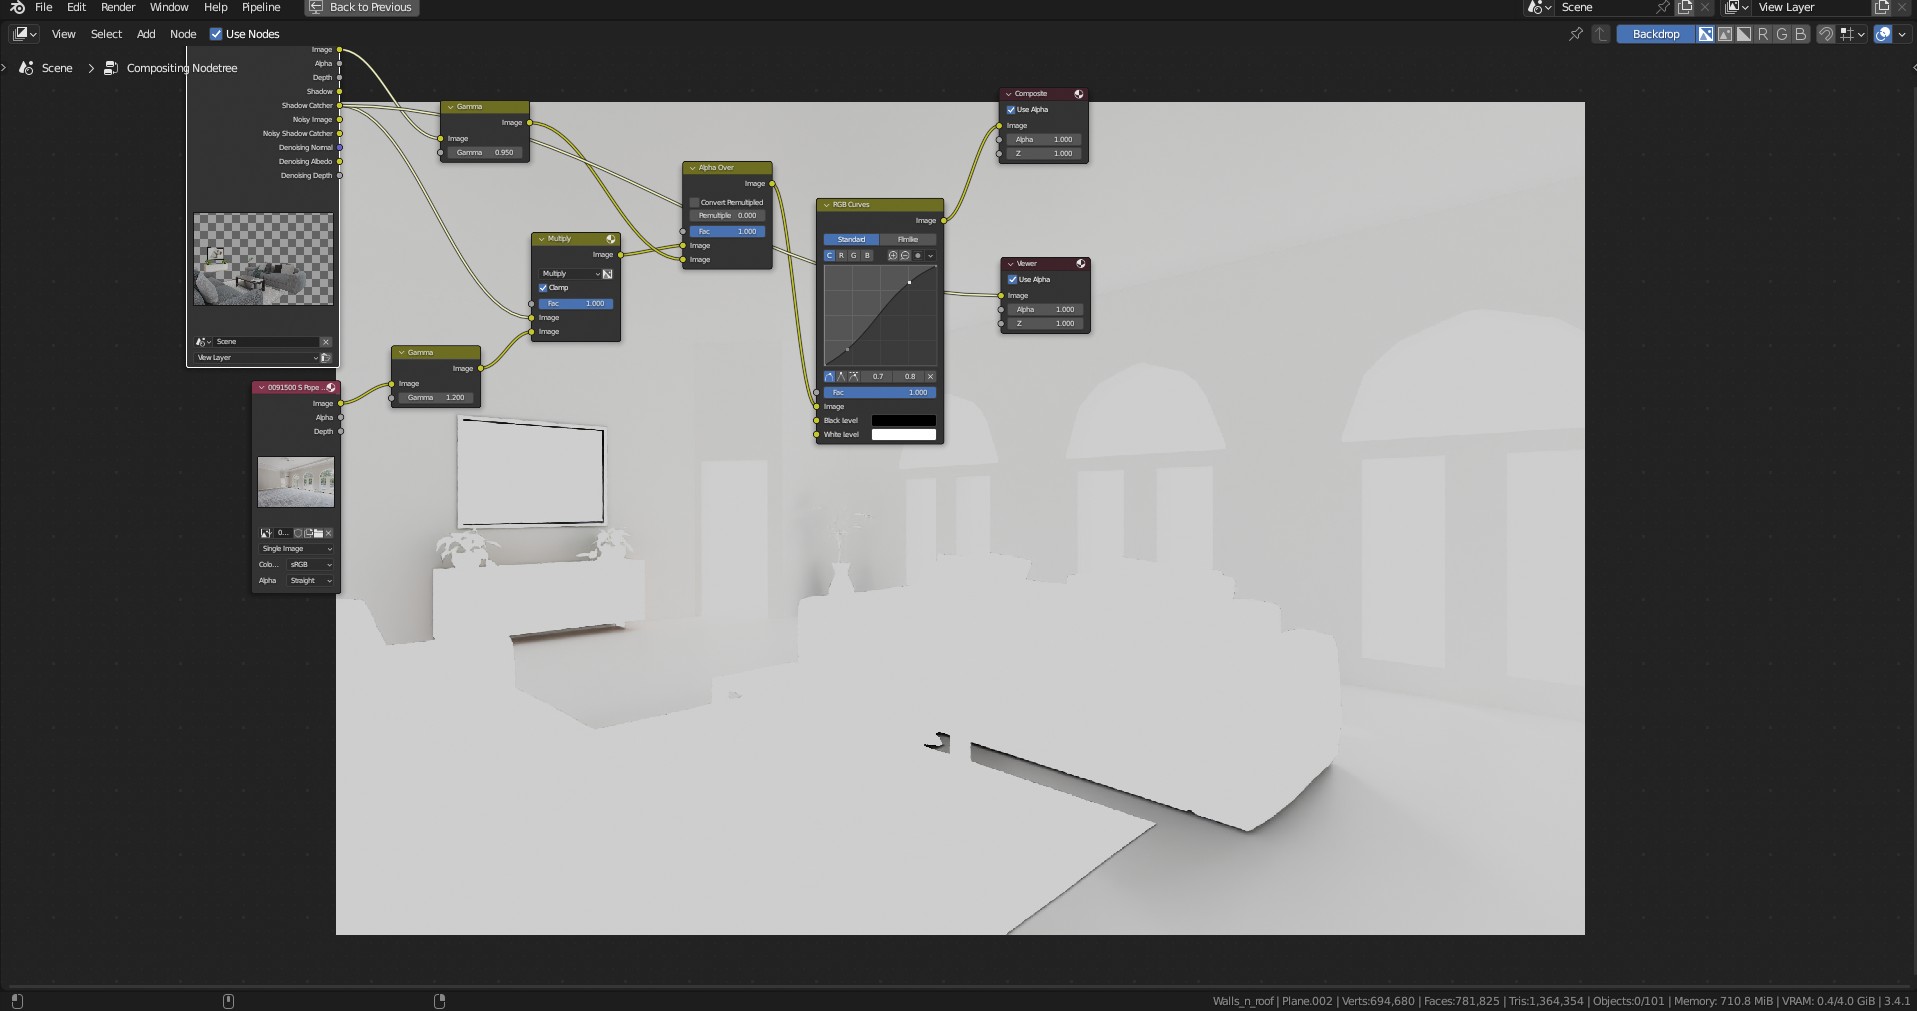 File Edit Render Window Help Pipeline Back to Previous Scene View Layer
View Select Add Node Use Nodes Backdrop R G B
Scene > Compositing Nodetree
Image
Alpha
Depth
Shadow
Shadow Catcher
Noisy Image
Noisy Shadow Catcher
Denoising Normal
Denoising Albedo
Denoising Depth
Scene
View Layer
Gamma
Image
Image
Gamma 0.950
Alpha Over
Image
Convert Premultiplied
Premultiple 0.000
Fac 1.000
Image
Image
Multiply
Image
Multiply
Clamp
Fac 1.000
Image
Image
Gamma
Image
Image
Gamma 1.200
0091500 S Pope ...
Image
Alpha
Depth
0...
Single Image
Colo... sRGB
Alpha Straight
RGB Curves
Image
Standard Filmlike
C R G B
0.7 0.8
Fac 1.000
Image
Black level
White level
Composite
Use Alpha
Image
Alpha 1.000
Z 1.000
Viewer
Use Alpha
Image
Alpha 1.000
Z 1.000
Walls_n_roof | Plane.002 | Verts:694,680 | Faces:781,825 | Tris:1,364,354 | Objects:0/101 | Memory: 710.8 MiB | VRAM: 0.4/4.0 GiB | 3.4.1